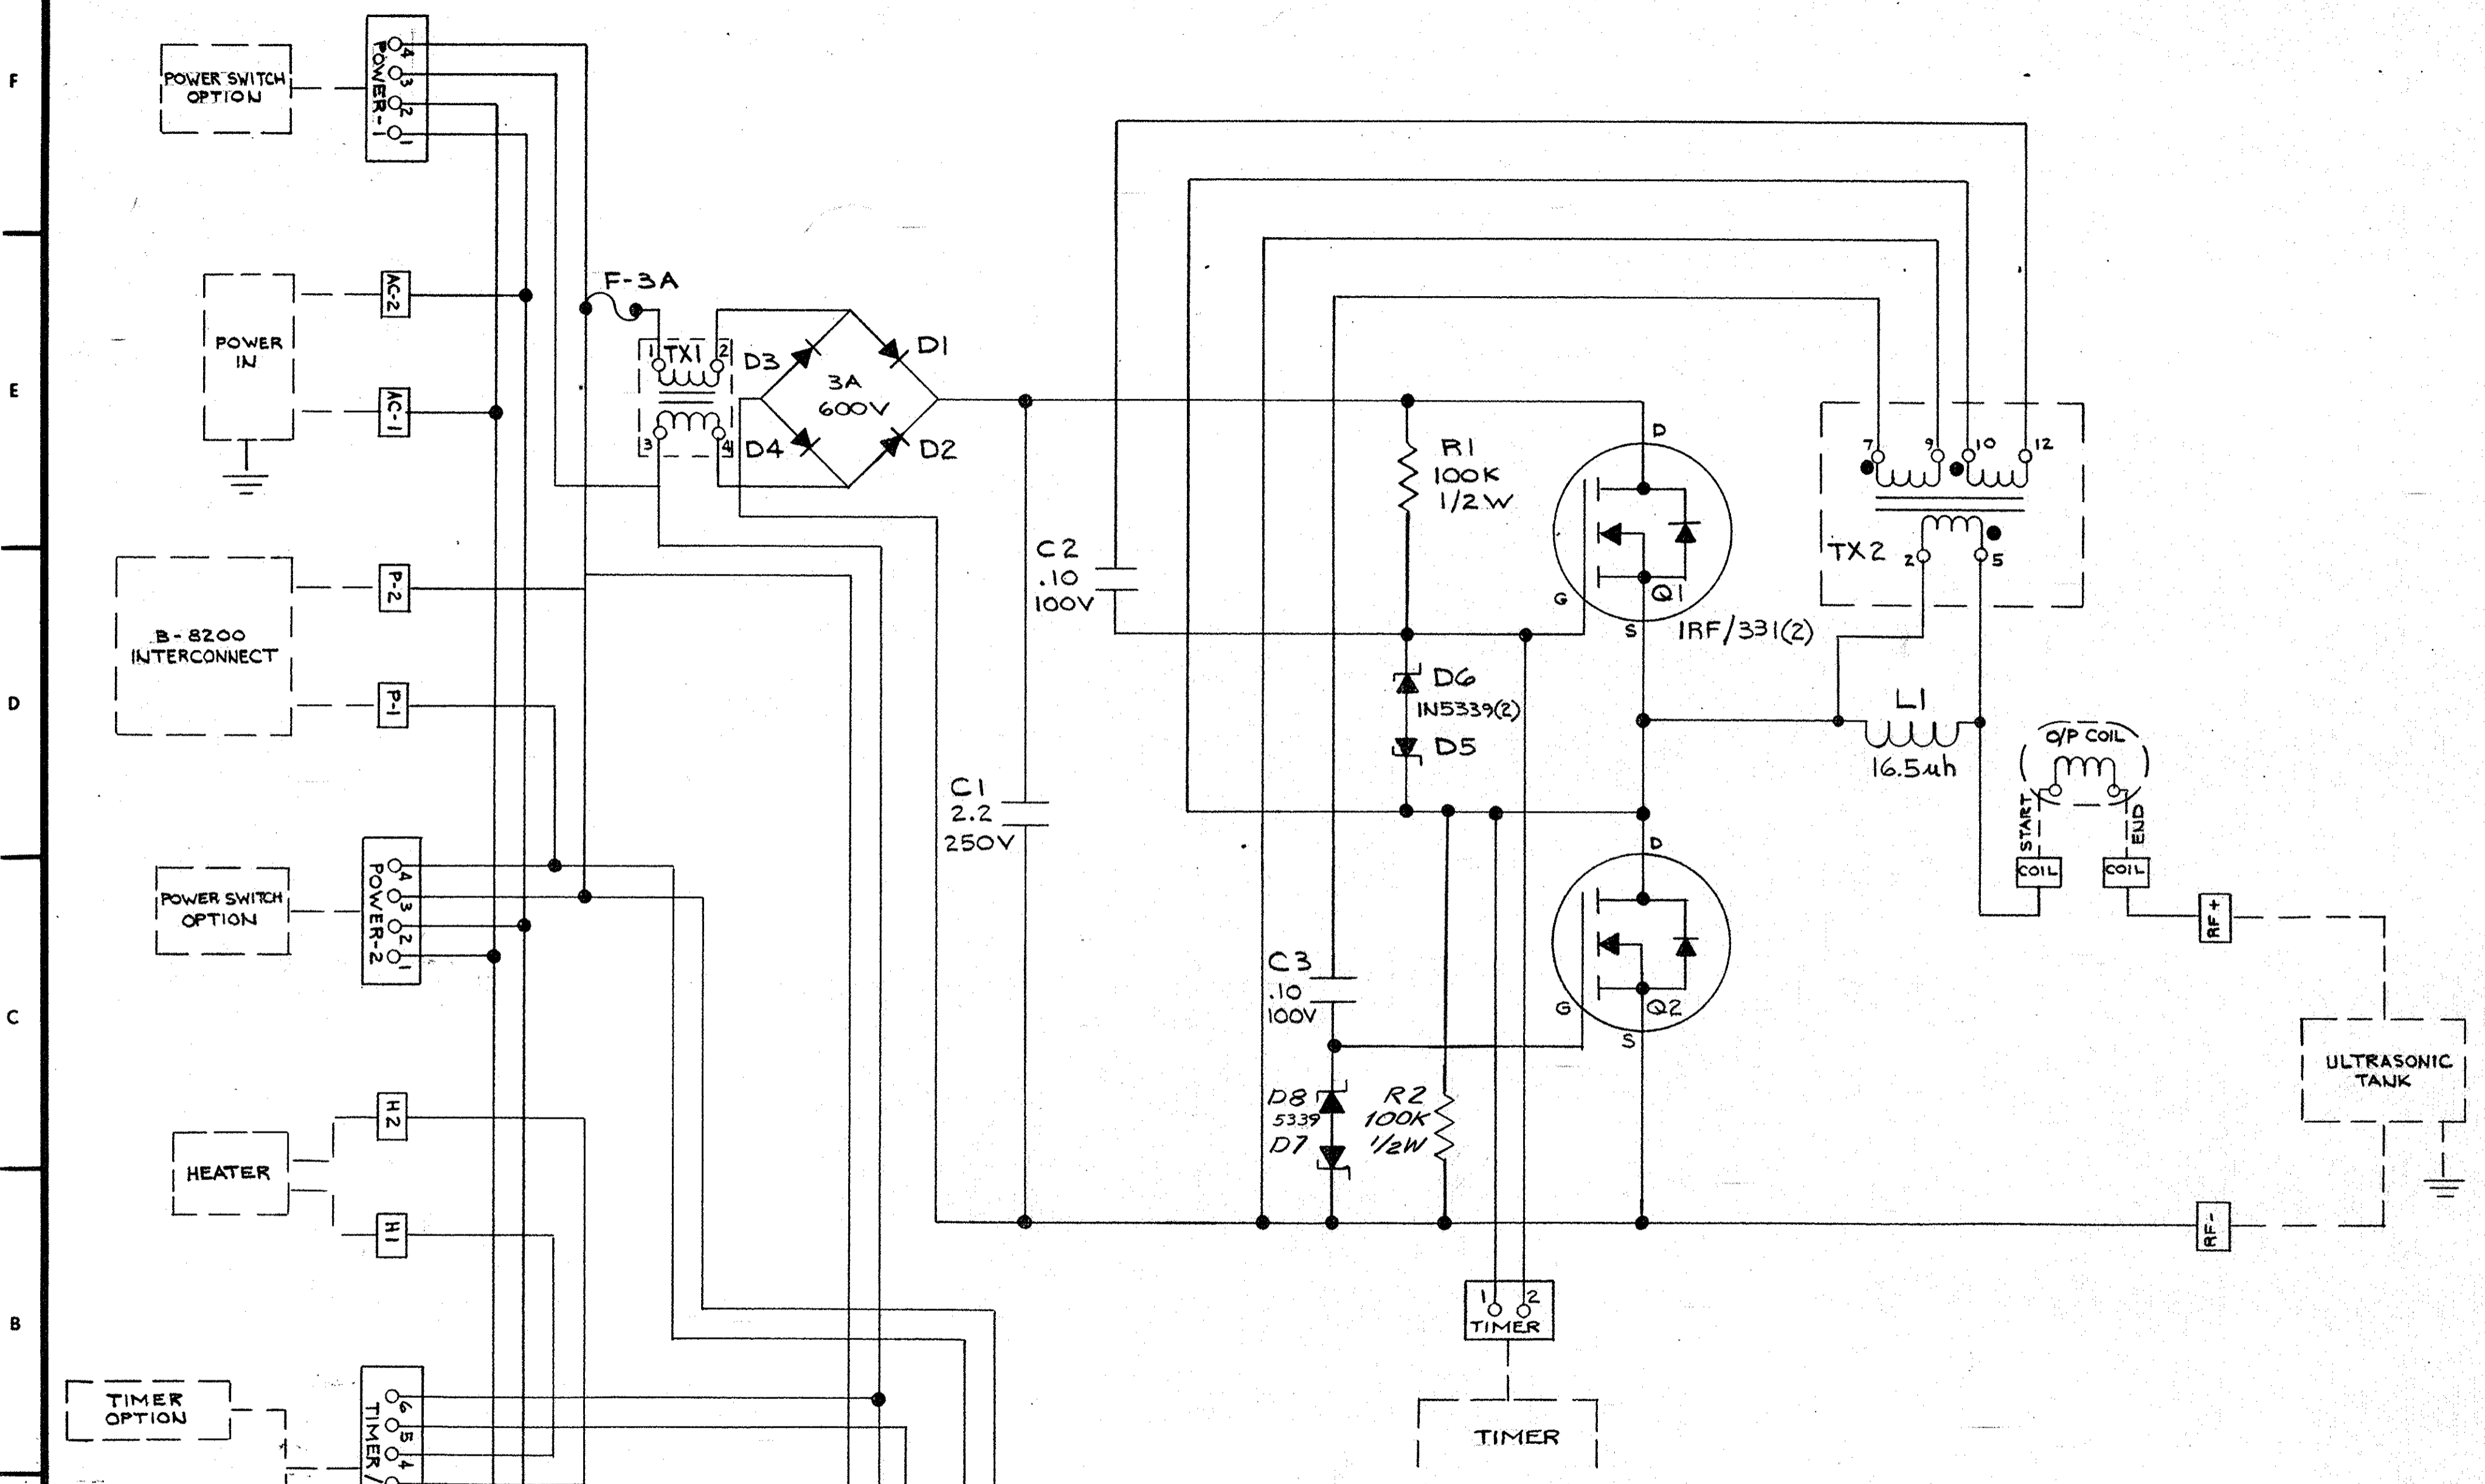 F
E
D
C
B
POWER SWITCH
OPTION
POWER-1
4
3
2
1
POWER
IN
AC-2
AC-1
B-8200
INTERCONNECT
P-2
P-1
POWER SWITCH
OPTION
POWER-2
4
3
2
1
HEATER
H2
H1
TIMER
OPTION
TIMER/
6
5
4
F-3A
1
TX1
2
3
4
D3
D1
3A
600V
D4
D2
C1
2.2
250V
C2
.10
100V
R1
100K
1/2W
D
G
S
Q1
IRF/331(2)
D6
1N5339(2)
D5
7
9
10
12
TX2
2
5
L1
16.5uh
O/P COIL
START
END
COIL
COIL
RF+
D
G
S
Q2
C3
.10
100V
D8
5339
D7
R2
100K
1/2W
ULTRASONIC
TANK
RF-
1
2
TIMER
TIMER